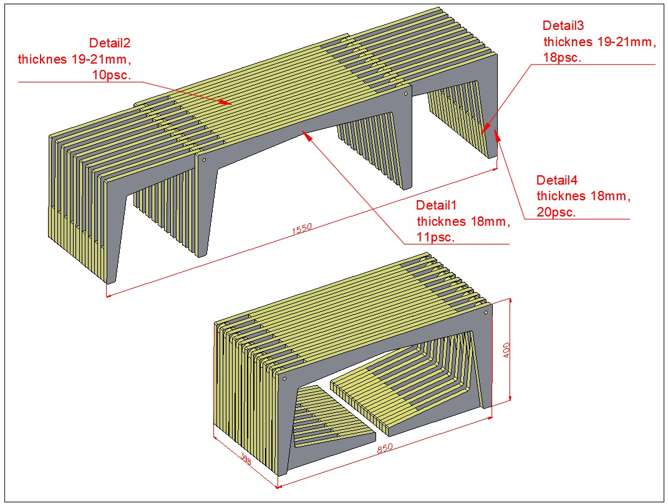 Detail2
thicknes 19-21mm,
10psc.
Detail3
thicknes 19-21mm,
18psc.
Detail4
thicknes 18mm,
20psc.
Detail1
thicknes 18mm,
11psc.
1550
400
850
398